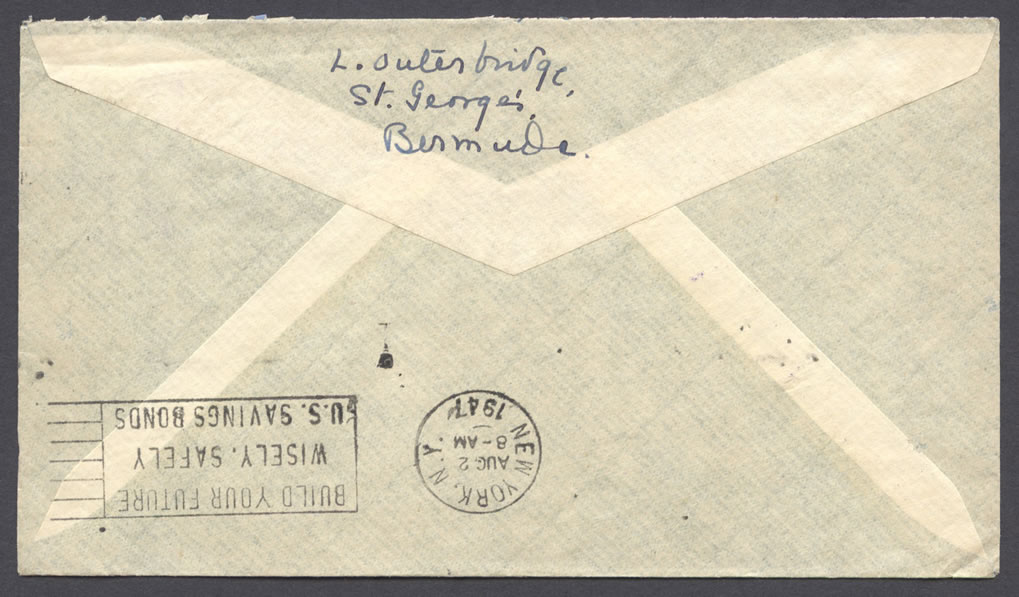 L. Outerbridge,
St. George's,
Bermuda.
BUILD YOUR FUTURE
WISELY, SAFELY
U.S. SAVINGS BONDS
NEW YORK, N.Y.
AUG 2
8-AM
1947